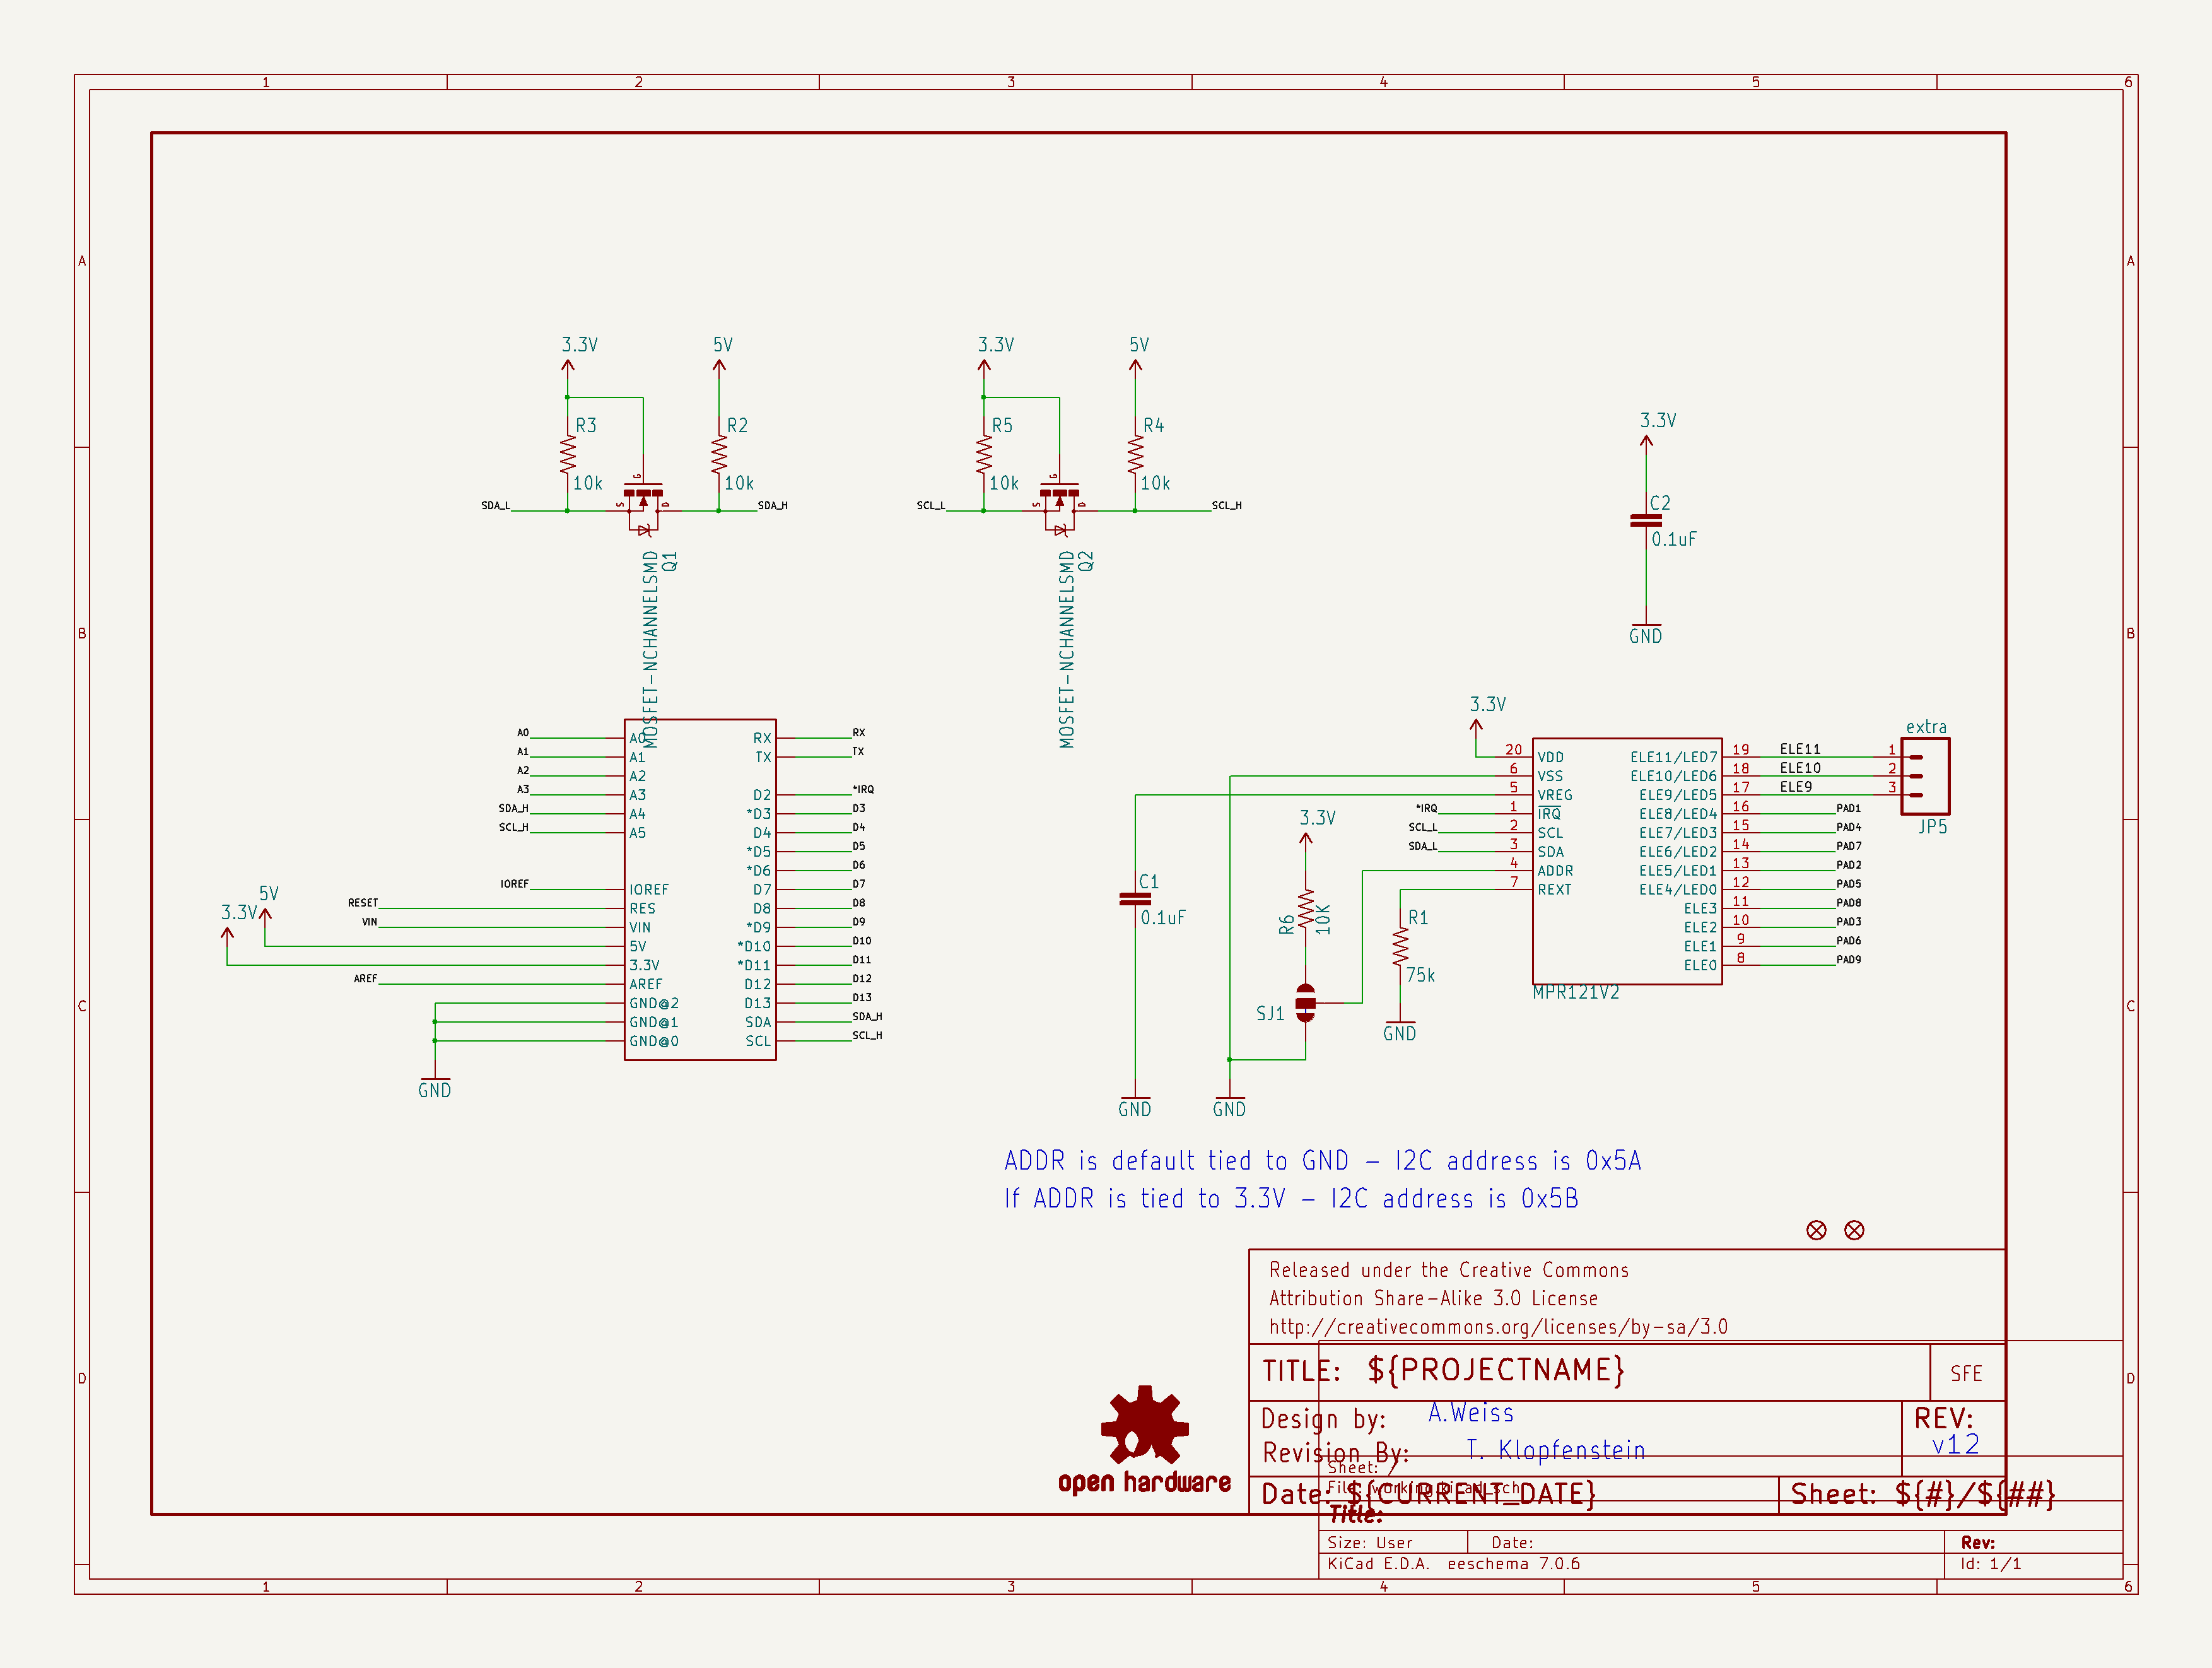 1 2 3 4 5 6
A A
3.3V 5V 3.3V 5V
R3 R2 R5 R4
10k 10k 10k 10k
G S D
G S D
SDA_L SDA_H SCL_L SCL_H
MOSFET-NCHANNELSMD
Q1
MOSFET-NCHANNELSMD
Q2
3.3V
C2
0.1uF
GND
B B
A0 A0 RX RX
A1 A1 TX TX
A2 A2
A3 A3 D2 *IRQ
SDA_H A4 *D3 D3
SCL_H A5 D4 D4
*D5 D5
*D6 D6
IOREF IOREF D7 D7
RESET RES D8 D8
VIN VIN *D9 D9
5V 5V *D10 D10
3.3V 3.3V *D11 D11
AREF AREF D12 D12
GND@2 D13 D13
GND@1 SDA SDA_H
GND@0 SCL SCL_H
GND
3.3V
20 VDD ELE11/LED7 19 ELE11 1
6 VSS ELE10/LED6 18 ELE10 2
5 VREG ELE9/LED5 17 ELE9 3
*IRQ 1 IRQ ELE8/LED4 16 PAD1
SCL_L 2 SCL ELE7/LED3 15 PAD4
SDA_L 3 SDA ELE6/LED2 14 PAD7
4 ADDR ELE5/LED1 13 PAD2
7 REXT ELE4/LED0 12 PAD5
ELE3 11 PAD8
ELE2 10 PAD3
ELE1 9 PAD6
ELE0 8 PAD9
MPR121V2
extra
JP5
3.3V
R6
10K
SJ1
C1
0.1uF
R1
75k
GND
GND GND
C C
ADDR is default tied to GND - I2C address is 0x5A
If ADDR is tied to 3.3V - I2C address is 0x5B
Released under the Creative Commons
Attribution Share-Alike 3.0 License
http://creativecommons.org/licenses/by-sa/3.0
TITLE: ${PROJECTNAME} SFE
Design by: A.Weiss REV:
Revision By: T. Klopfenstein v12
Sheet: /
File: working.kicad_sch
Date: ${CURRENT_DATE} Sheet: ${#}/${##}
Title:
Size: User Date: Rev:
KiCad E.D.A. eeschema 7.0.6 Id: 1/1
open hardware
D D
1 2 3 4 5 6